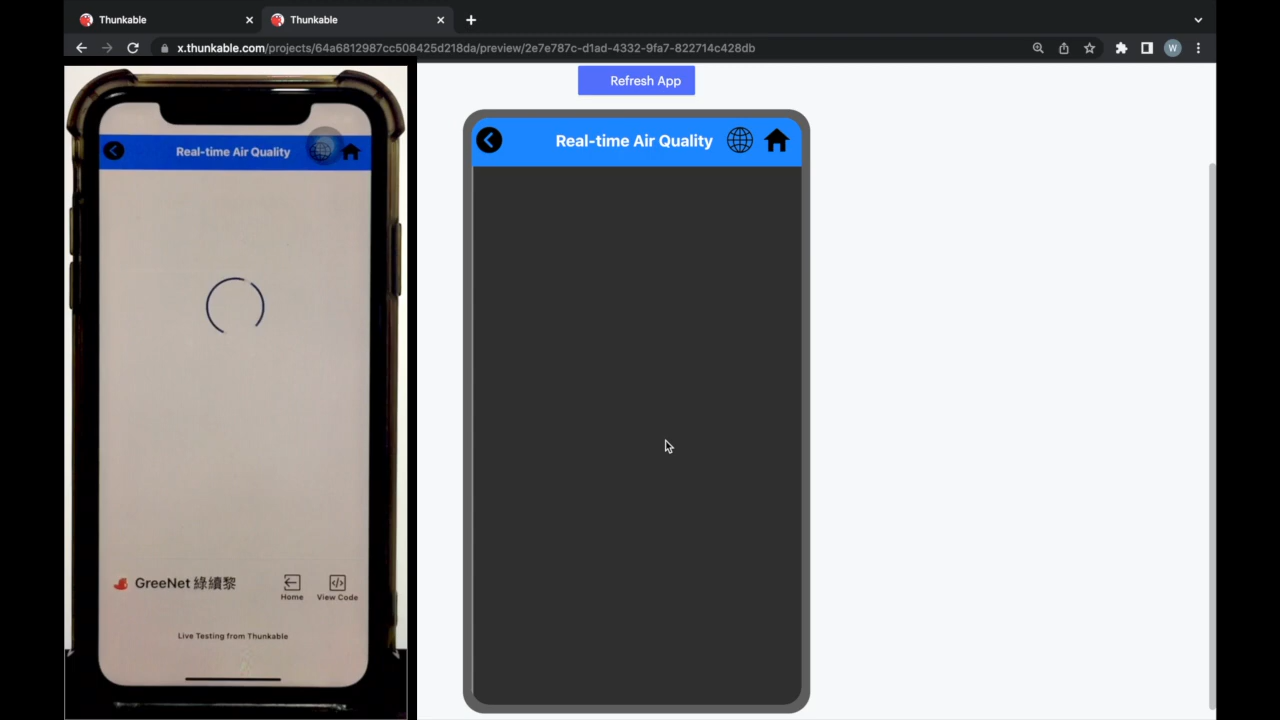 Thunkable
Thunkable
x.thunkable.com/projects/64a6812987cc508425d218da/preview/2e7e787c-d1ad-4332-9fa7-822714c428db
W
Refresh App
Real-time Air Quality
Real-time Air Quality
GreeNet 綠續黎
Home
View Code
Live Testing from Thunkable